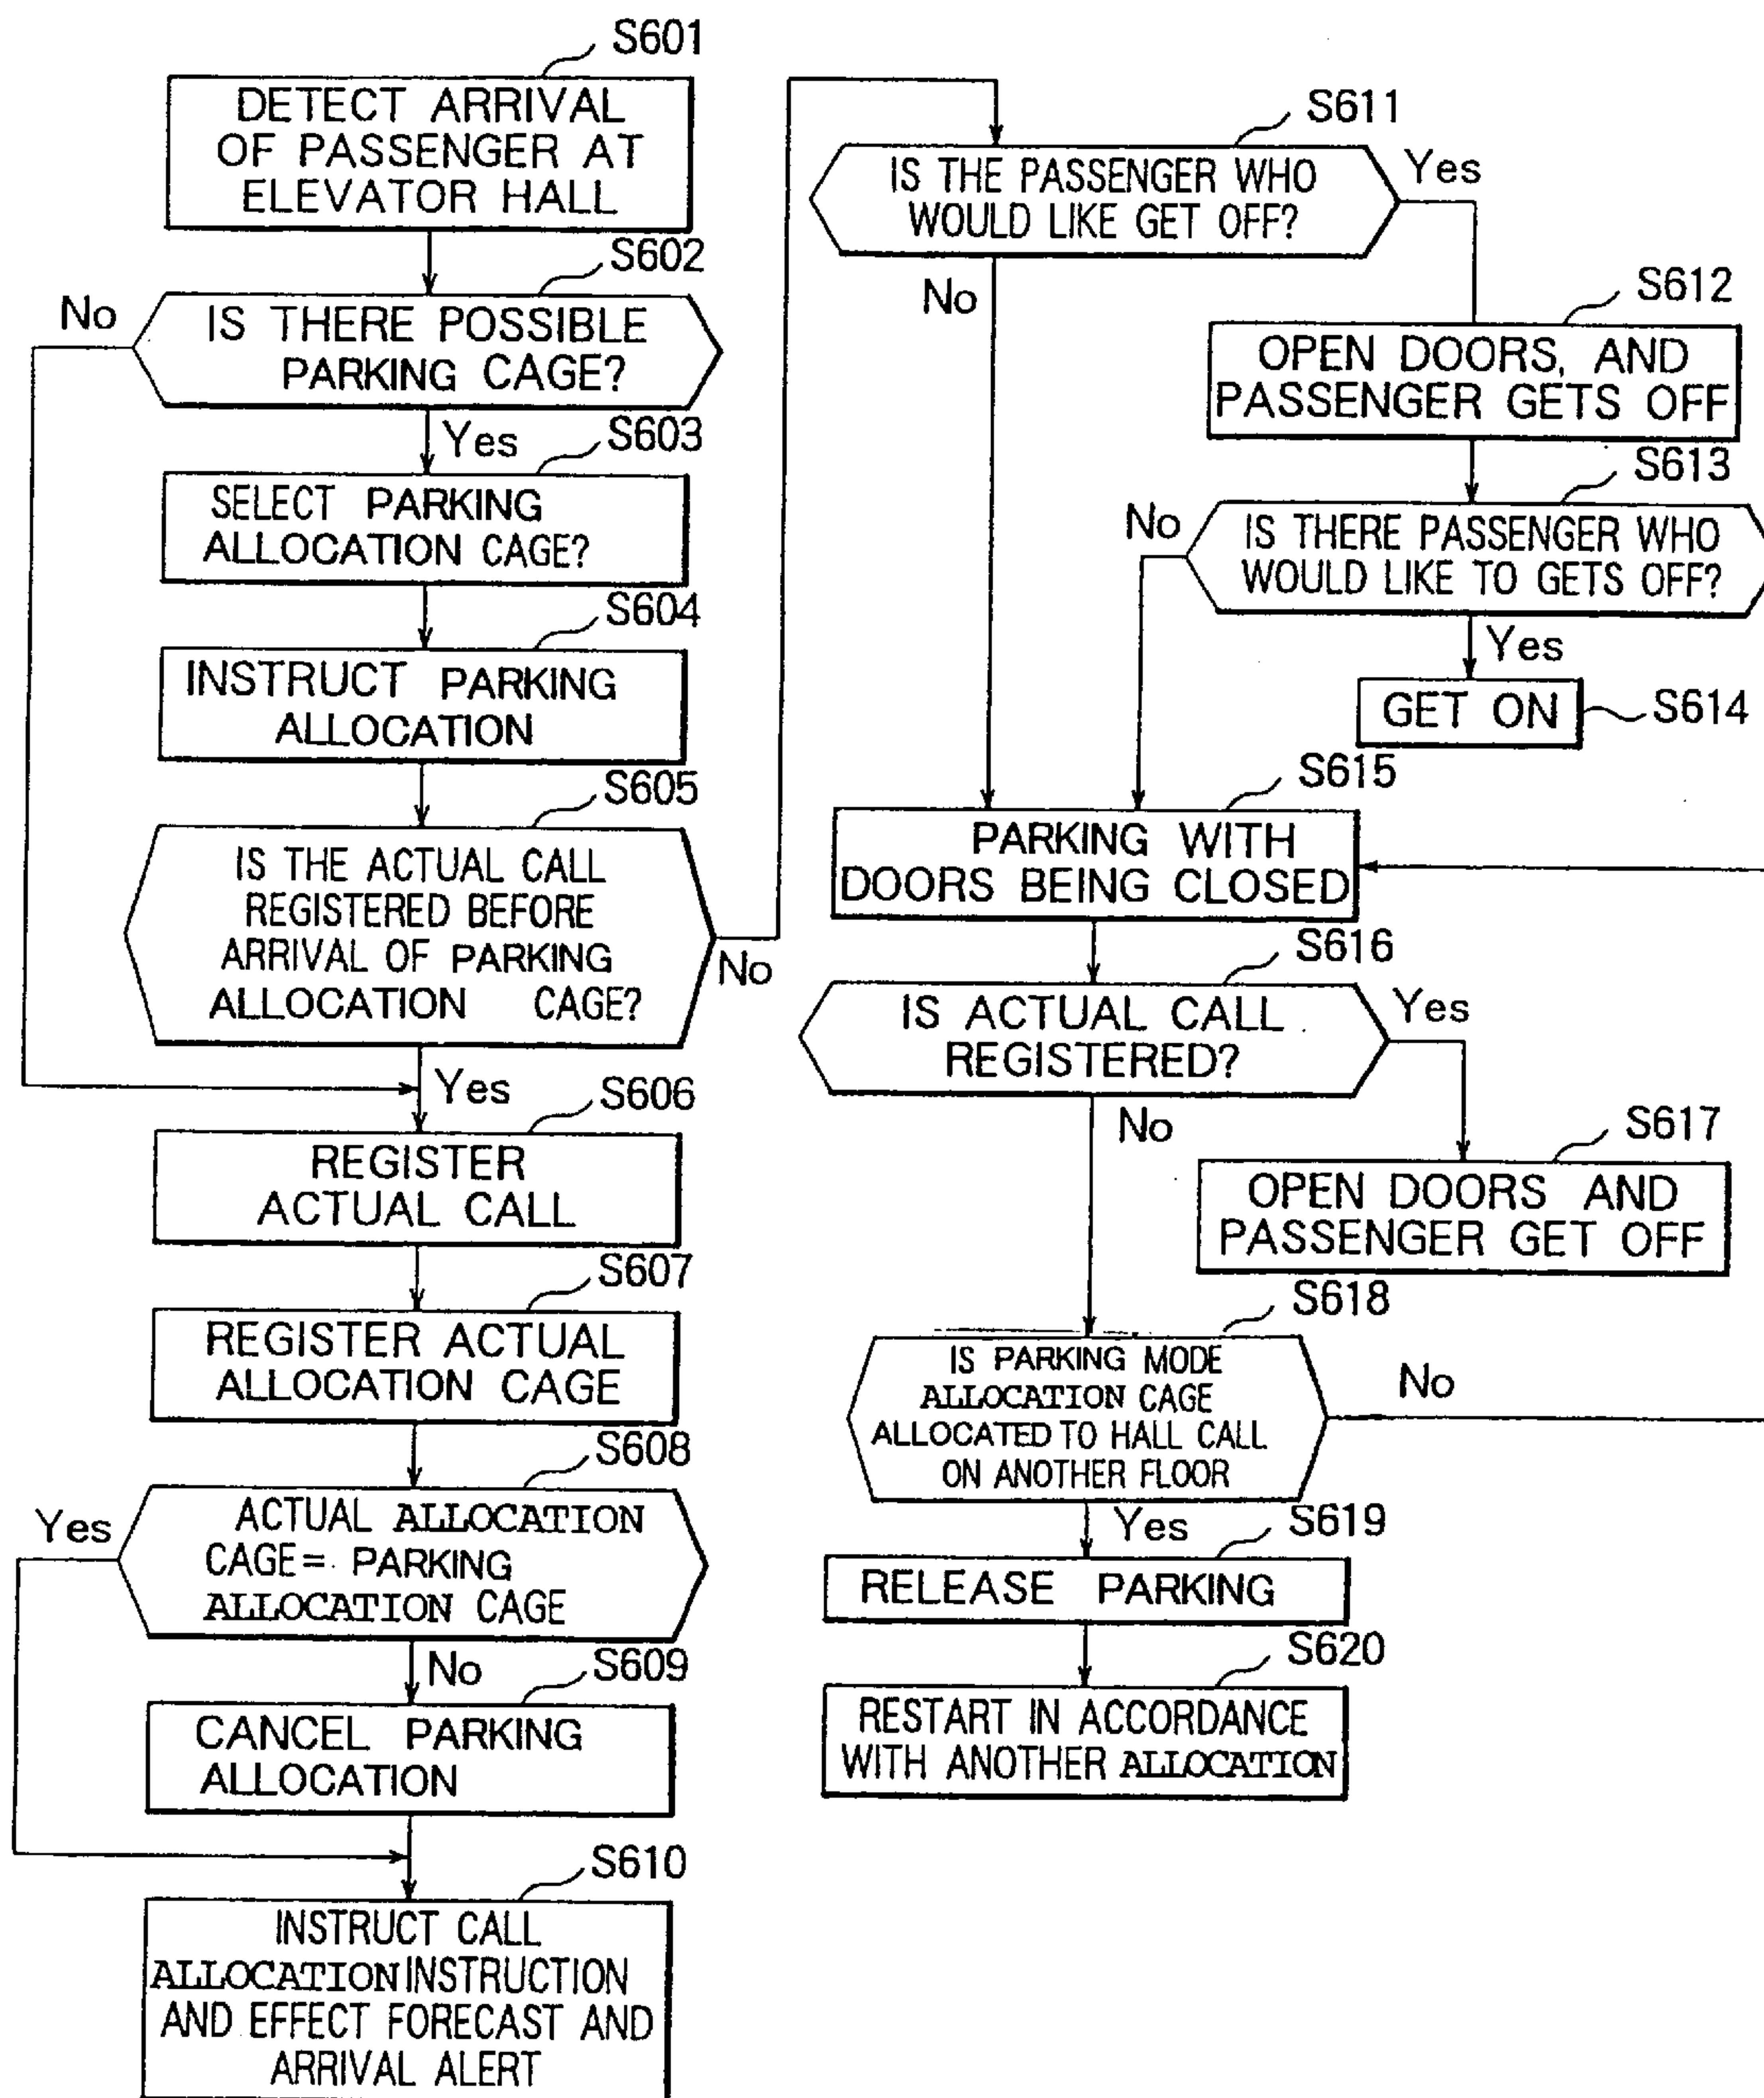 S601
DETECT ARRIVAL
OF PASSENGER AT
ELEVATOR HALL
S602
No
IS THERE POSSIBLE
PARKING CAGE?
Yes
S603
SELECT PARKING
ALLOCATION CAGE?
S604
INSTRUCT PARKING
ALLOCATION
S605
IS THE ACTUAL CALL
REGISTERED BEFORE
ARRIVAL OF PARKING
ALLOCATION CAGE?
No
Yes
S606
REGISTER
ACTUAL CALL
S607
REGISTER ACTUAL
ALLOCATION CAGE
S608
Yes
ACTUAL ALLOCATION
CAGE= PARKING
ALLOCATION CAGE
No
S609
CANCEL PARKING
ALLOCATION
S610
INSTRUCT CALL
ALLOCATION INSTRUCTION
AND EFFECT FORECAST AND
ARRIVAL ALERT
S611
IS THE PASSENGER WHO
WOULD LIKE GET OFF?
Yes
No
S612
OPEN DOORS, AND
PASSENGER GETS OFF
S613
No
IS THERE PASSENGER WHO
WOULD LIKE TO GETS OFF?
Yes
GET ON
S614
S615
PARKING WITH
DOORS BEING CLOSED
S616
IS ACTUAL CALL
REGISTERED?
Yes
No
S617
OPEN DOORS AND
PASSENGER GET OFF
S618
IS PARKING MODE
ALLOCATION CAGE
ALLOCATED TO HALL CALL
ON ANOTHER FLOOR
No
Yes
S619
RELEASE PARKING
S620
RESTART IN ACCORDANCE
WITH ANOTHER ALLOCATION